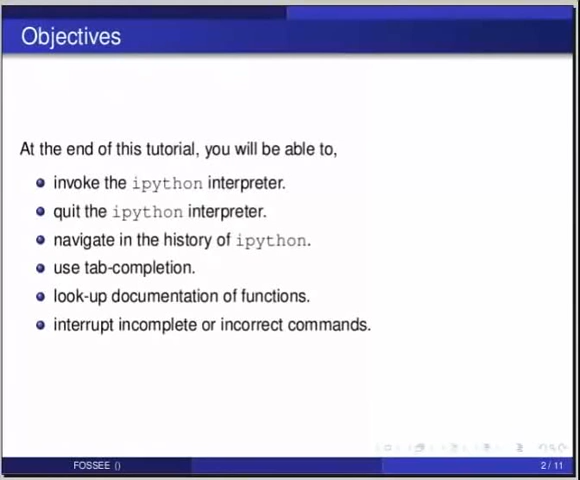 Objectives
At the end of this tutorial, you will be able to,
invoke the ipython interpreter.
quit the ipython interpreter.
navigate in the history of ipython.
use tab-completion.
look-up documentation of functions.
interrupt incomplete or incorrect commands.
FOSSEE ()
2 / 11